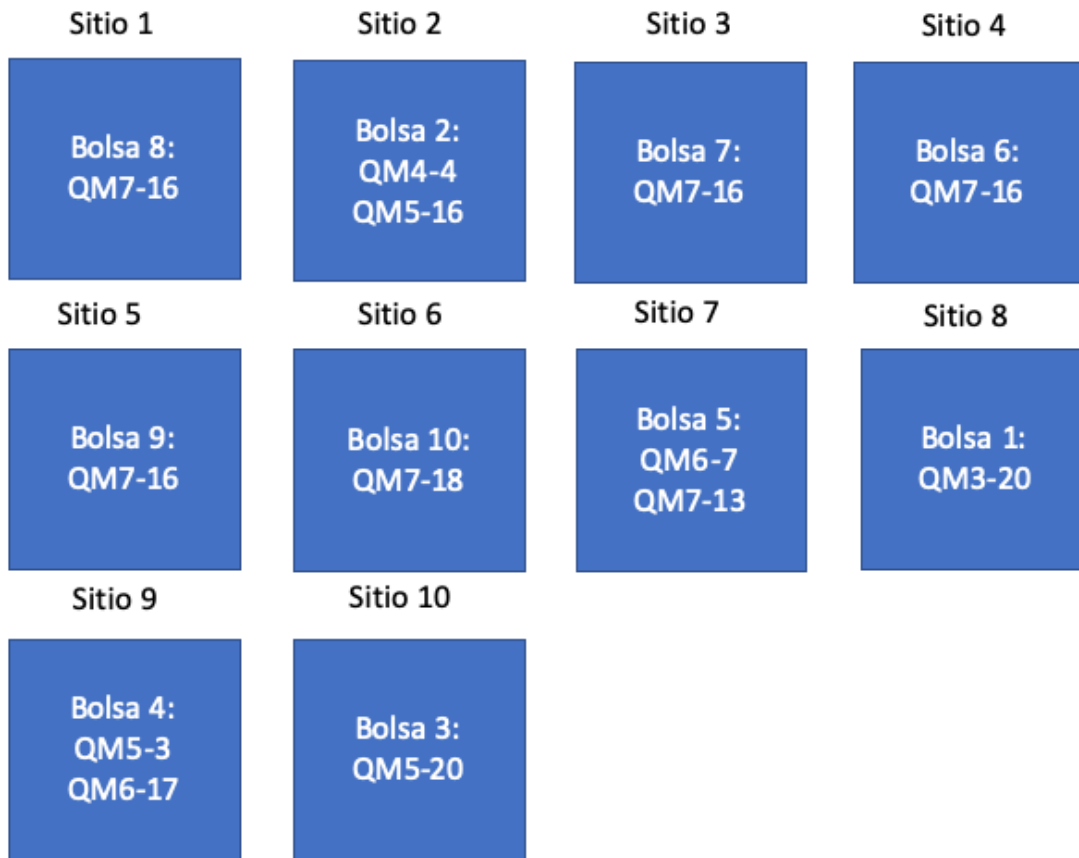 Sitio 1
Sitio 2
Sitio 3
Sitio 4
Bolsa 8:
QM7-16
Bolsa 2:
QM4-4
QM5-16
Bolsa 7:
QM7-16
Bolsa 6:
QM7-16
Sitio 5
Sitio 6
Sitio 7
Sitio 8
Bolsa 9:
QM7-16
Bolsa 10:
QM7-18
Bolsa 5:
QM6-7
QM7-13
Bolsa 1:
QM3-20
Sitio 9
Sitio 10
Bolsa 4:
QM5-3
QM6-17
Bolsa 3:
QM5-20